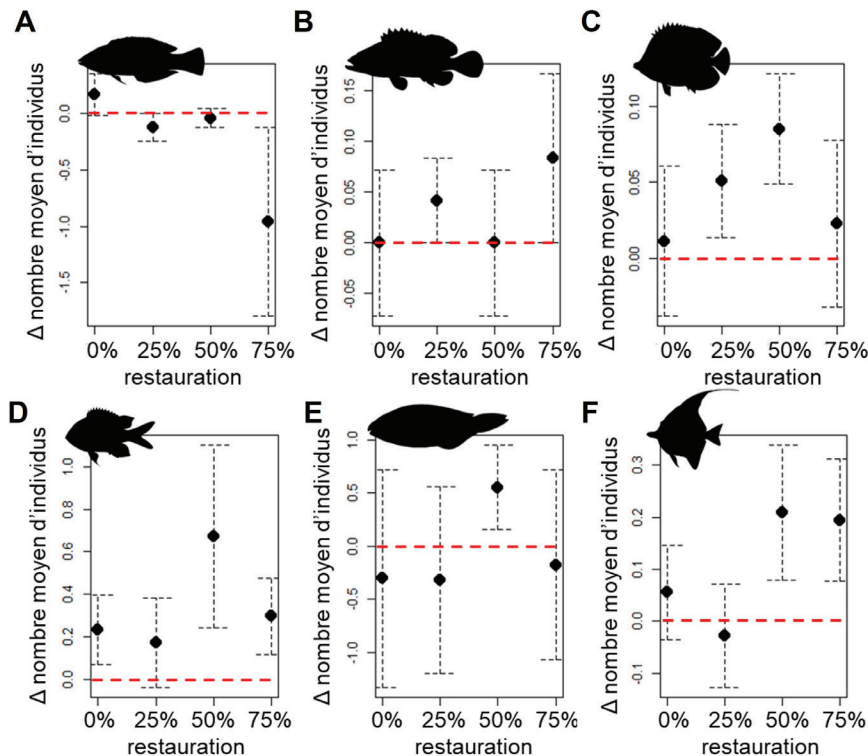 A
Δ nombre moyen d'individus
0.0
-0.5
-1.0
-1.5
0% 25% 50% 75%
restauration
B
Δ nombre moyen d'individus
0.15
0.10
0.05
0.00
-0.05
0% 25% 50% 75%
restauration
C
Δ nombre moyen d'individus
0.10
0.05
0.00
0% 25% 50% 75%
restauration
D
Δ nombre moyen d'individus
1.0
0.8
0.6
0.4
0.2
0.0
0% 25% 50% 75%
restauration
E
Δ nombre moyen d'individus
1.0
0.5
0.0
-0.5
-1.0
0% 25% 50% 75%
restauration
F
Δ nombre moyen d'individus
0.3
0.2
0.1
0.0
-0.1
0% 25% 50% 75%
restauration